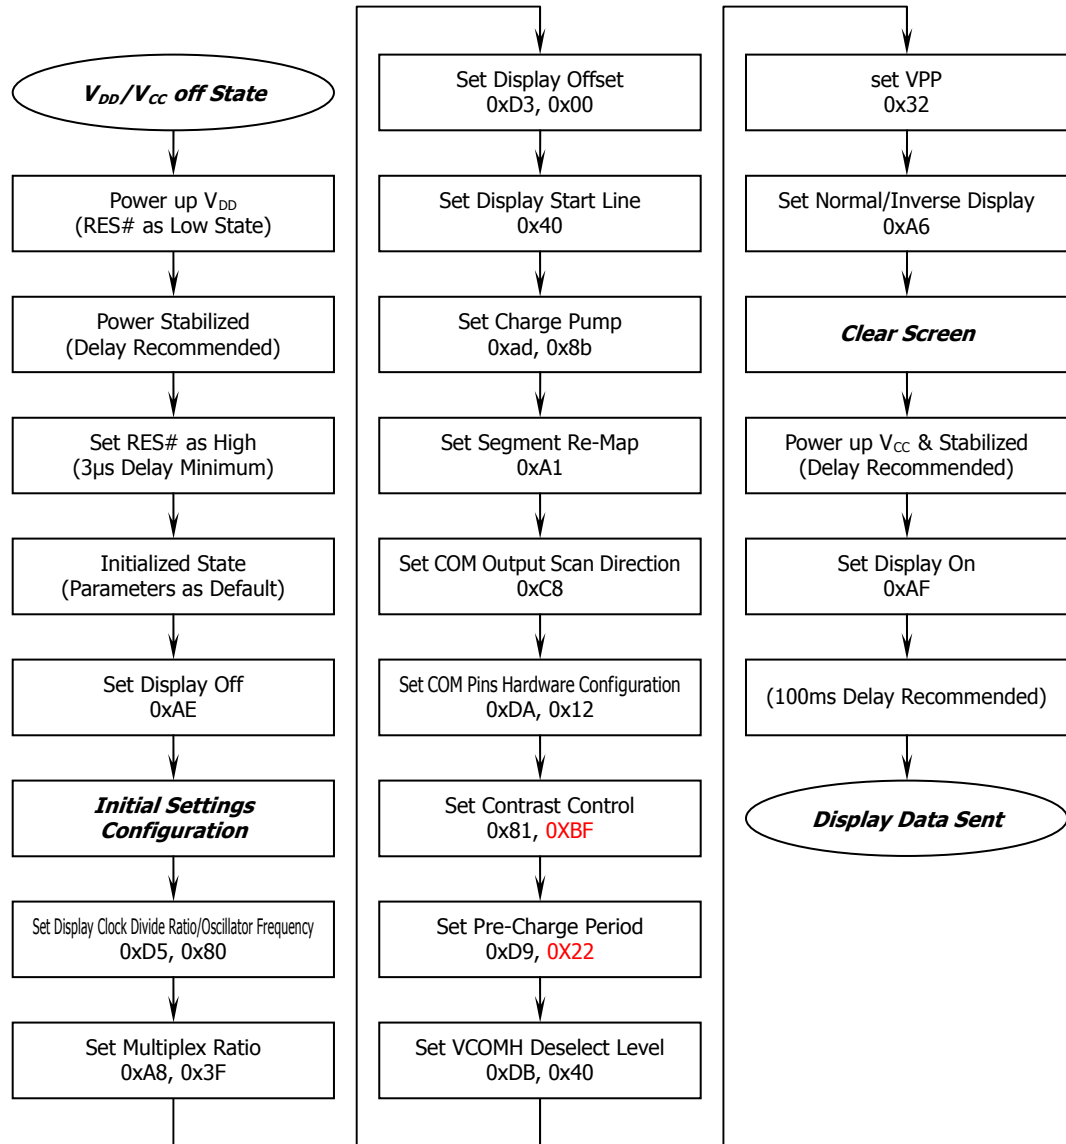 V_DD/V_CC off State
Power up V_DD
(RES# as Low State)
Power Stabilized
(Delay Recommended)
Set RES# as High
(3μs Delay Minimum)
Initialized State
(Parameters as Default)
Set Display Off
0xAE
Initial Settings
Configuration
Set Display Clock Divide Ratio/Oscillator Frequency
0xD5, 0x80
Set Multiplex Ratio
0xA8, 0x3F
Set Display Offset
0xD3, 0x00
Set Display Start Line
0x40
Set Charge Pump
0xad, 0x8b
Set Segment Re-Map
0xA1
Set COM Output Scan Direction
0xC8
Set COM Pins Hardware Configuration
0xDA, 0x12
Set Contrast Control
0x81, 0XBF
Set Pre-Charge Period
0xD9, 0X22
Set VCOMH Deselect Level
0xDB, 0x40
set VPP
0x32
Set Normal/Inverse Display
0xA6
Clear Screen
Power up V_CC & Stabilized
(Delay Recommended)
Set Display On
0xAF
(100ms Delay Recommended)
Display Data Sent